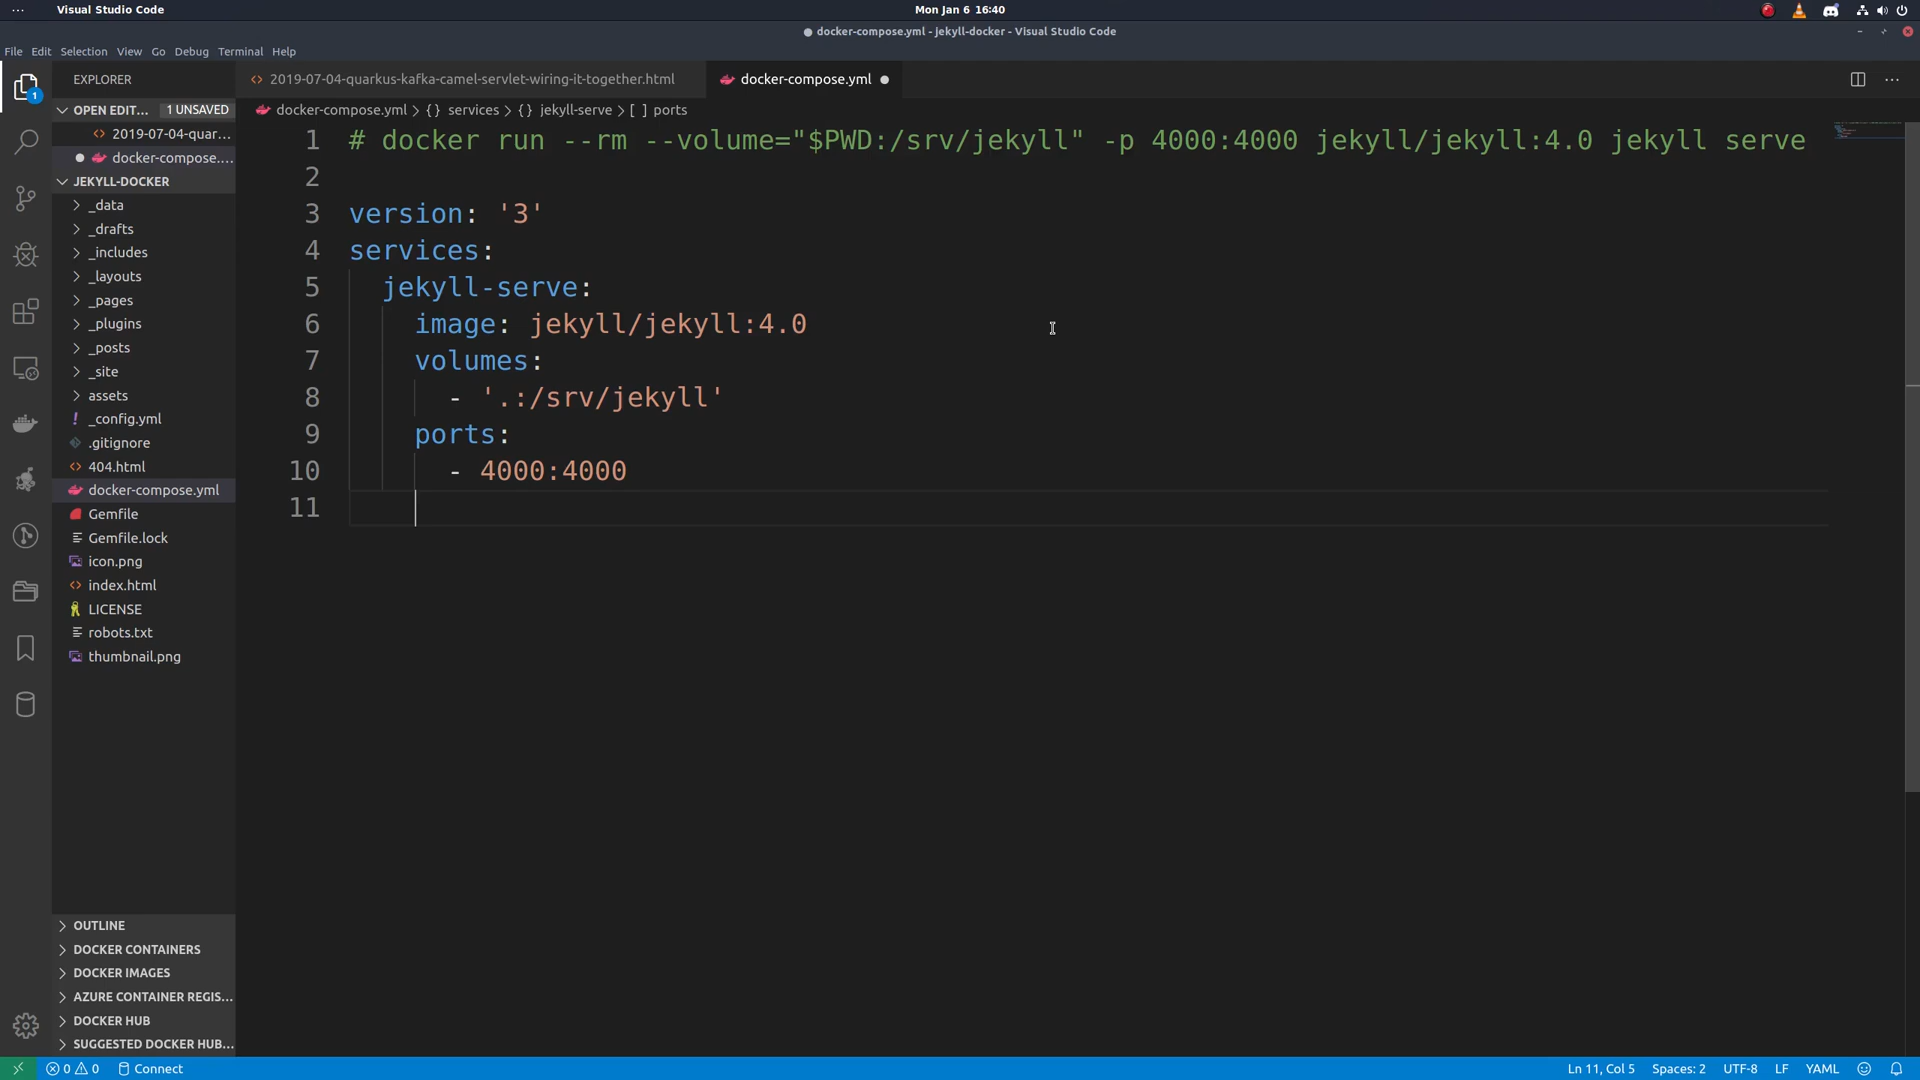 Visual Studio Code
Mon Jan 6 16:40
● docker-compose.yml - jekyll-docker - Visual Studio Code
File Edit Selection View Go Debug Terminal Help
EXPLORER
2019-07-04-quarkus-kafka-camel-servlet-wiring-it-together.html
docker-compose.yml
OPEN EDIT... 1 UNSAVED
docker-compose.yml > {} services > {} jekyll-serve > [ ] ports
2019-07-04-quar...
docker-compose....
JEKYLL-DOCKER
_data
_drafts
_includes
_layouts
_pages
_plugins
_posts
_site
assets
_config.yml
.gitignore
404.html
docker-compose.yml
Gemfile
Gemfile.lock
icon.png
index.html
LICENSE
robots.txt
thumbnail.png
OUTLINE
DOCKER CONTAINERS
DOCKER IMAGES
AZURE CONTAINER REGIS...
DOCKER HUB
SUGGESTED DOCKER HUB...
1 # docker run --rm --volume="$PWD:/srv/jekyll" -p 4000:4000 jekyll/jekyll:4.0 jekyll serve
2
3 version: '3'
4 services:
5   jekyll-serve:
6     image: jekyll/jekyll:4.0
7     volumes:
8       - '.:/srv/jekyll'
9     ports:
10       - 4000:4000
11
1
0 0 Connect
Ln 11, Col 5 Spaces: 2 UTF-8 LF YAML